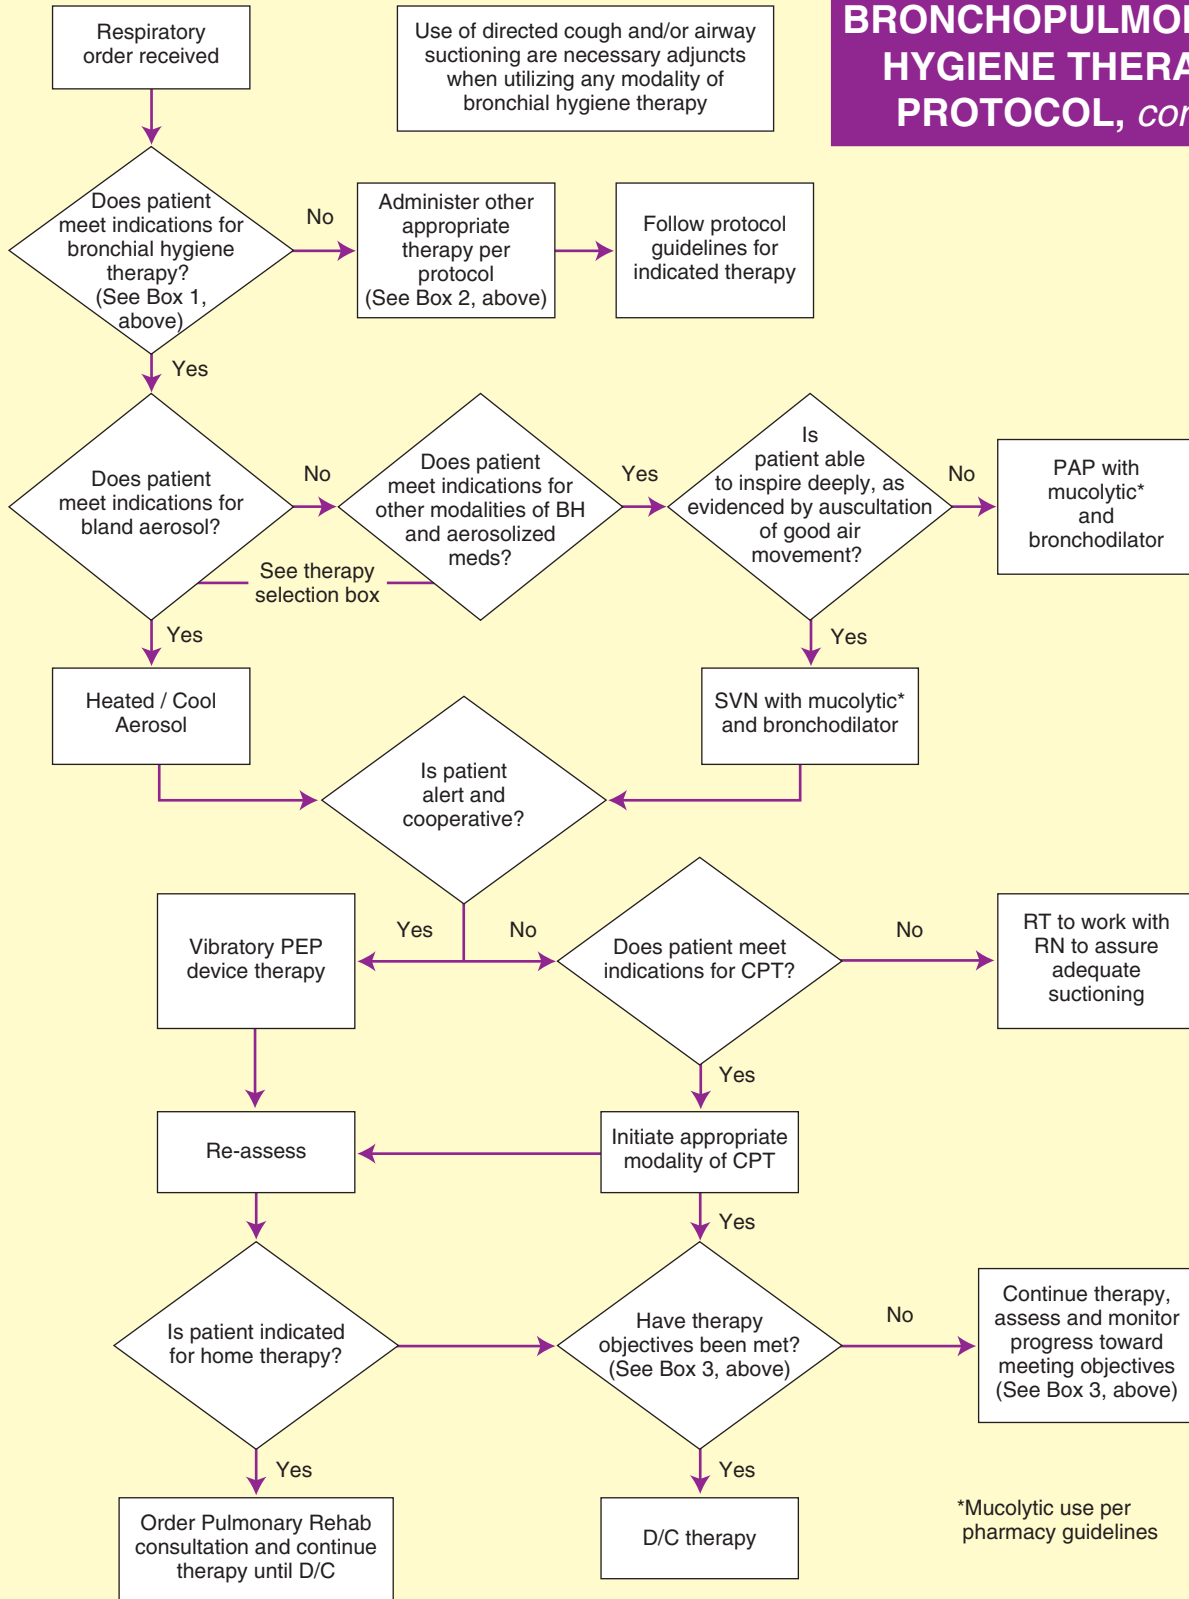 Respiratory
order received
Use of directed cough and/or airway
suctioning are necessary adjuncts
when utilizing any modality of
bronchial hygiene therapy
HYGIENE
PROTOCOL,
Does patient
meet indications for
bronchial hygiene
therapy?
(See Box 1,
above)
No
Administer other
appropriate
therapy per
protocol
(See Box 2, above)
Follow protocol
guidelines for
indicated therapy
Yes
Does patient
meet indications for
bland aerosol?
No
Does patient
meet indications for
other modalities of BH
and aerosolized
meds?
Yes
Is
patient able
to inspire deeply, as
evidenced by auscultation
of good air
movement?
No
PAP with
mucolytic*
and
bronchodilator
See therapy
selection box
Yes
Yes
Heated / Cool
Aerosol
SVN with mucolytic*
and bronchodilator
Is patient
alert and
cooperative?
Yes
No
Vibratory PEP
device therapy
Does patient meet
indications for CPT?
No
RT to work with
RN to assure
adequate
suctioning
Yes
Re-assess
Initiate appropriate
modality of CPT
Yes
Is patient indicated
for home therapy?
Have therapy
objectives been met?
(See Box 3, above)
No
Continue therapy,
assess and monitor
progress toward
meeting objectives
(See Box 3, above)
Yes
Yes
Order Pulmonary Rehab
consultation and continue
therapy until D/C
D/C therapy
*Mucolytic use per
pharmacy guidelines